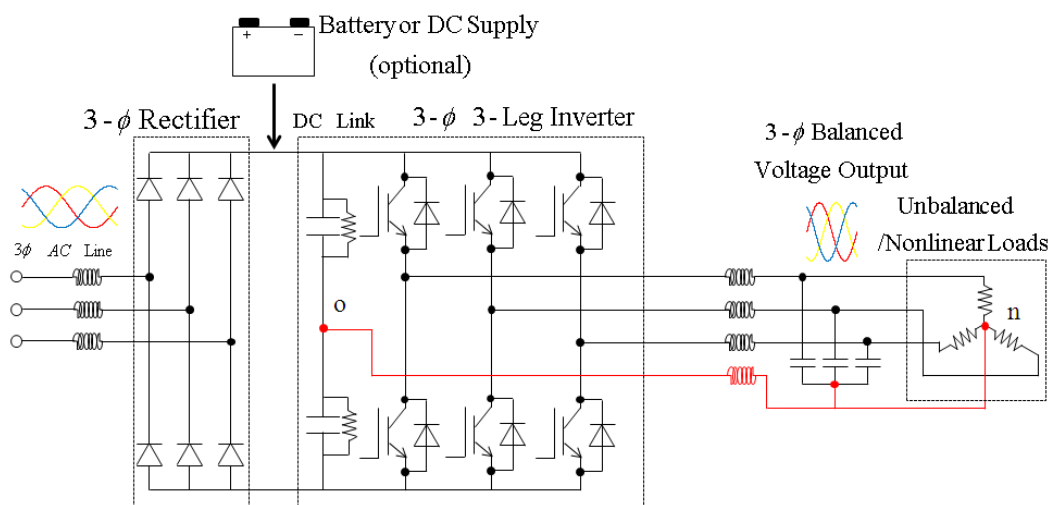 Battery or DC Supply
(optional)
+ −
3 - ϕ Rectifier
DC Link
3- ϕ 3- Leg Inverter
3 - ϕ Balanced
Voltage Output
Unbalanced
/Nonlinear Loads
3ϕ AC Line
o
n